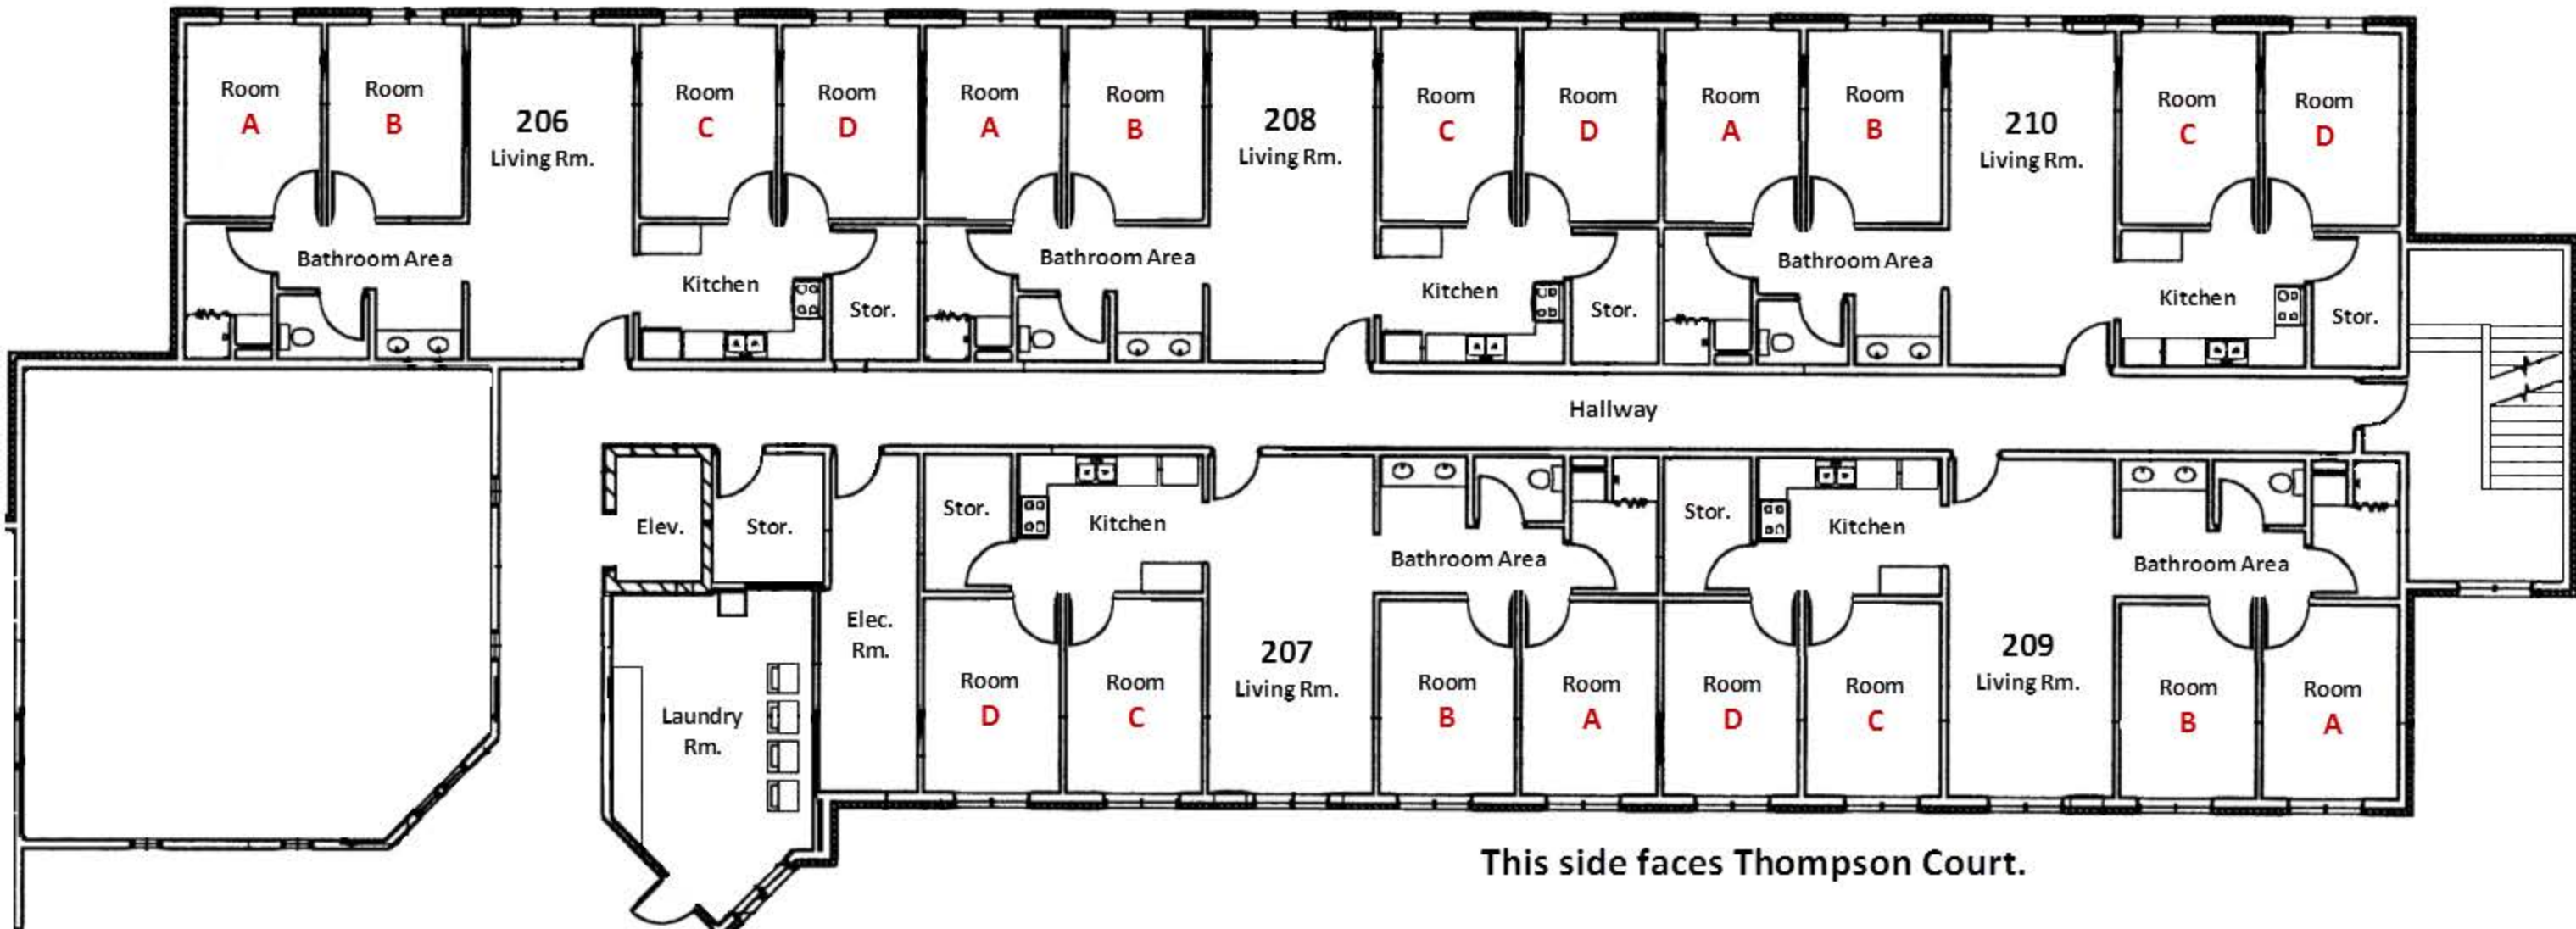 Room
A
Room
B
206
Living Rm.
Room
C
Room
D
Room
A
Room
B
208
Living Rm.
Room
C
Room
D
Room
A
Room
B
210
Living Rm.
Room
C
Room
D
Bathroom Area
Kitchen
Stor.
Bathroom Area
Kitchen
Stor.
Bathroom Area
Kitchen
Stor.
Hallway
Elev.
Stor.
Stor.
Kitchen
Bathroom Area
Stor.
Kitchen
Bathroom Area
Elec.
Rm.
Laundry
Rm.
Room
D
Room
C
207
Living Rm.
Room
B
Room
A
Room
D
Room
C
209
Living Rm.
Room
B
Room
A
This side faces Thompson Court.